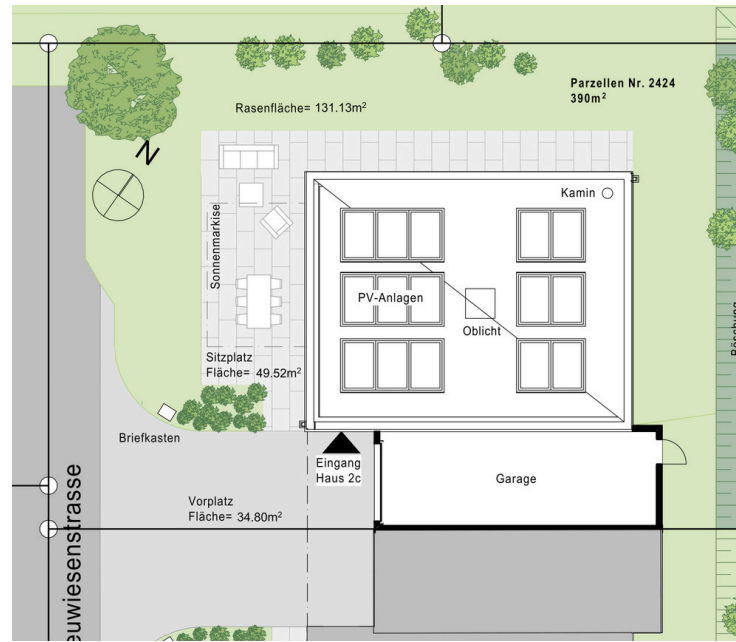 Parzellen Nr. 2424
390m²
Rasenfläche= 131.13m²
N
Kamin
Sonnenmarkise
PV-Anlagen
Oblicht
Böschung
Sitzplatz
Fläche= 49.52m²
Briefkasten
Eingang
Haus 2c
Garage
Vorplatz
Fläche= 34.80m²
euwiesenstrasse